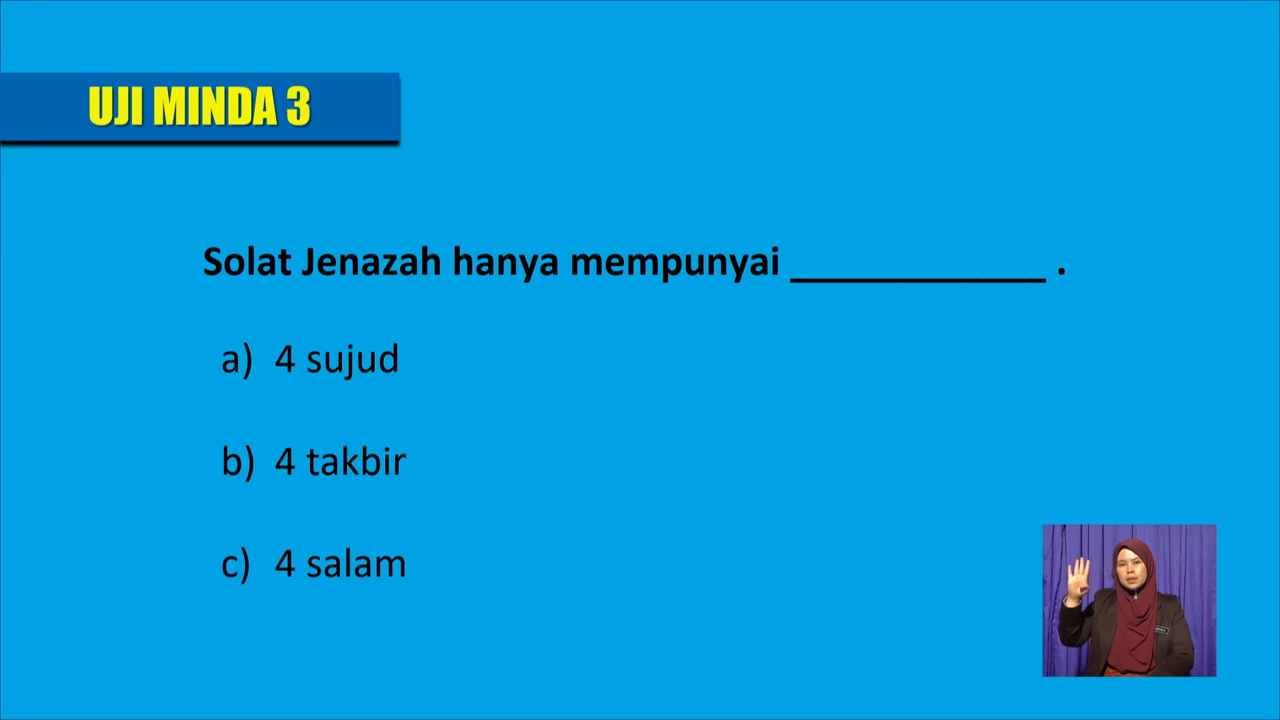 UJI MINDA 3
Solat Jenazah hanya mempunyai ____________ .
a) 4 sujud
b) 4 takbir
c) 4 salam